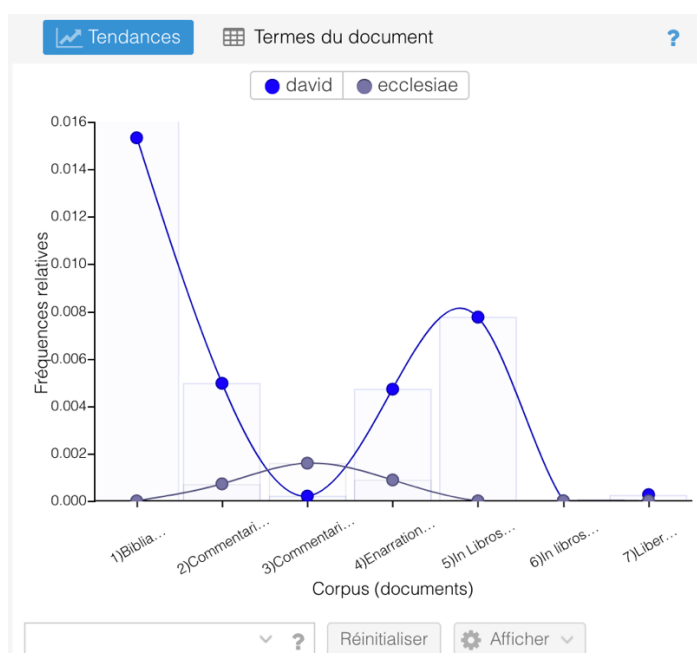 Tendances
Termes du document
?
david
ecclesiae
Fréquences relatives
0.016
0.014
0.012
0.010
0.008
0.006
0.004
0.002
0.000
1)Biblia...
2)Commentari...
3)Commentari...
4)Enarration...
5)In Libros...
6)In libros...
7)Liber...
Corpus (documents)
?
Réinitialiser
Afficher